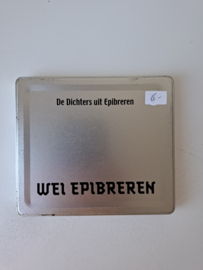 De Dichters uit Epibreren
6,-
WEI EPIBREREN